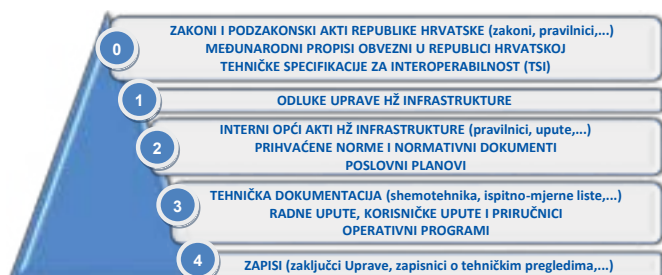 0
ZAKONI I PODZAKONSKI AKTI REPUBLIKE HRVATSKE (zakoni, pravilnici,...)
MEĐUNARODNI PROPISI OBVEZNI U REPUBLICI HRVATSKOJ
TEHNIČKE SPECIFIKACIJE ZA INTEROPERABILNOST (TSI)
1
ODLUKE UPRAVE HŽ INFRASTRUKTURE
2
INTERNI OPĆI AKTI HŽ INFRASTRUKTURE (pravilnici, upute,...)
PRIHVAĆENE NORME I NORMATIVNI DOKUMENTI
POSLOVNI PLANOVI
3
TEHNIČKA DOKUMENTACIJA (shemotehnika, ispitno-mjerne liste,...)
RADNE UPUTE, KORISNIČKE UPUTE I PRIRUČNICI
OPERATIVNI PROGRAMI
4
ZAPISI (zaključci Uprave, zapisnici o tehničkim pregledima,...)